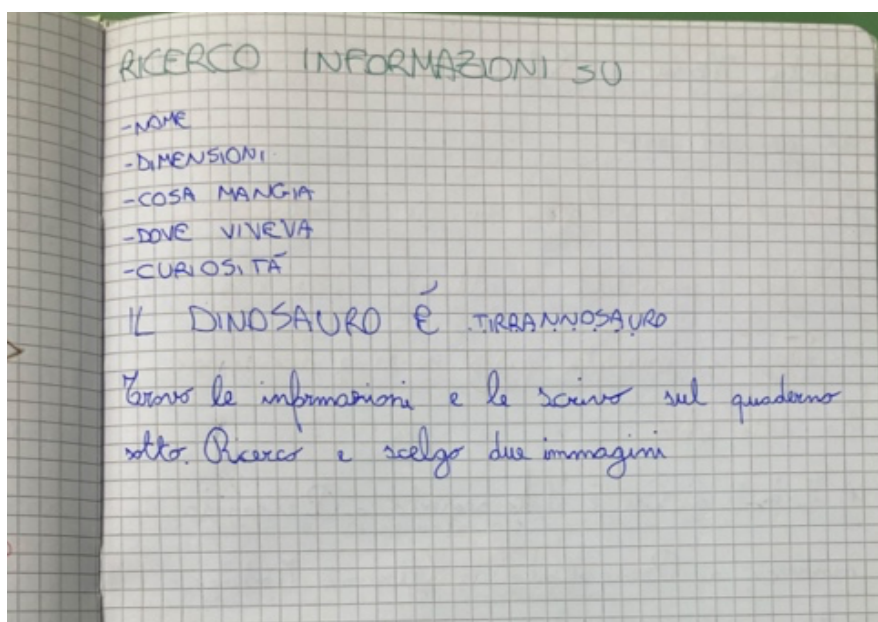 RICERCO INFORMAZIONI SU
-NOME
-DIMENSIONI
-COSA MANGIA
-DOVE VIVEVA
-CURIOSITÁ
IL DINOSAURO É TIRRANNOSAURO
Trovo le informazioni e le scrivo sul quaderno
sotto. Ricerco e scelgo due immagini